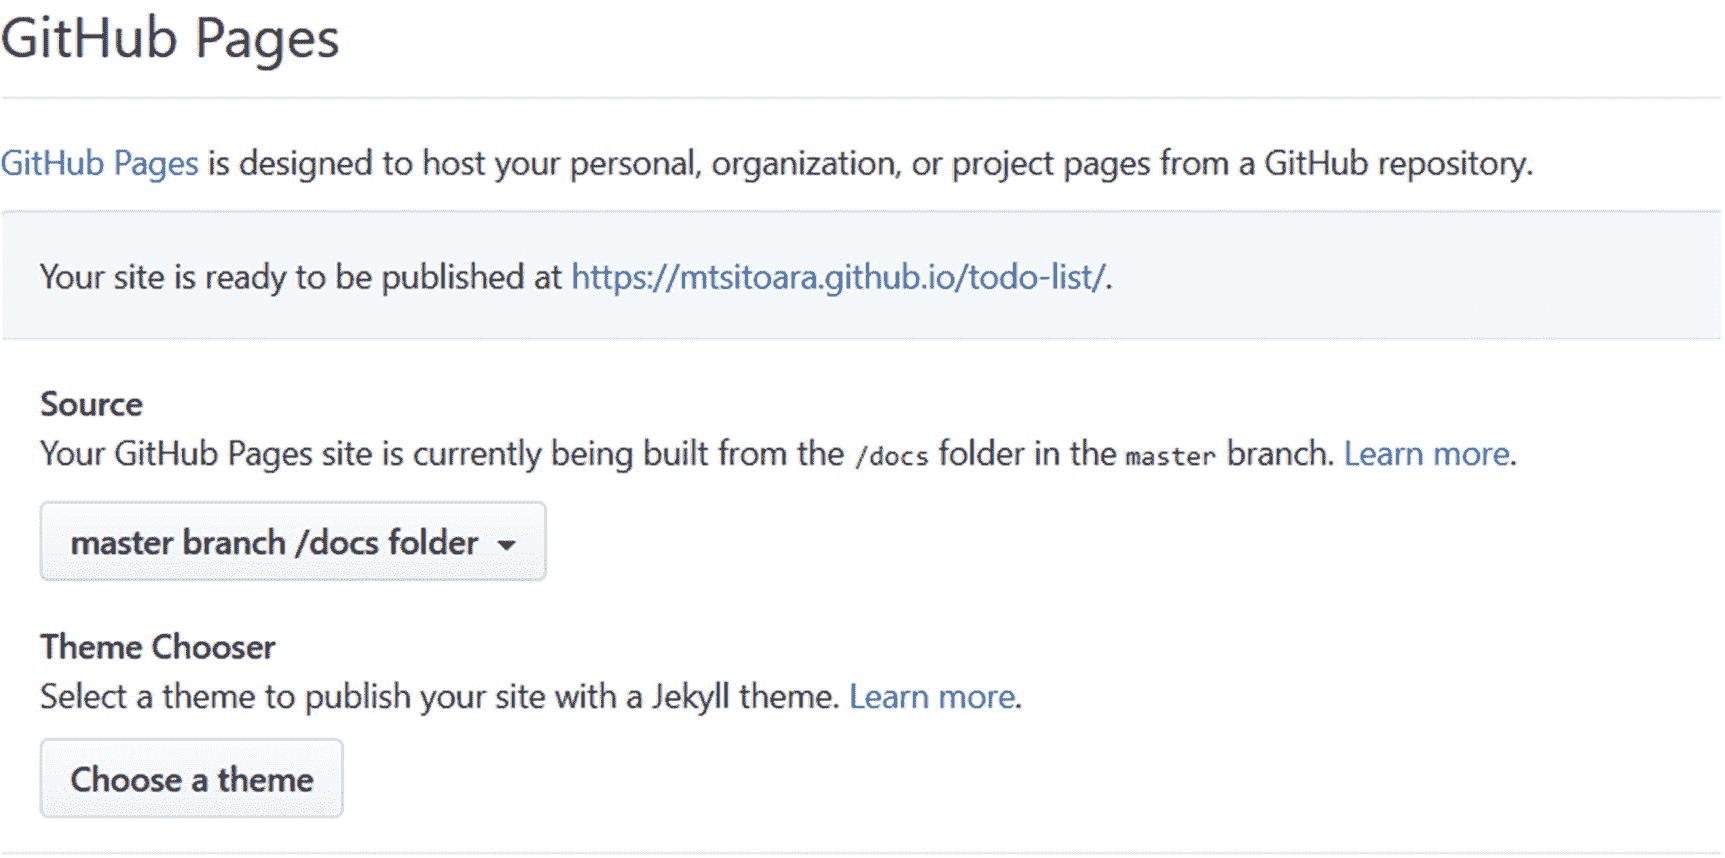 GitHub Pages
GitHub Pages is designed to host your personal, organization, or project pages from a GitHub repository.
Your site is ready to be published at https://mtsitoara.github.io/todo-list/.
Source
Your GitHub Pages site is currently being built from the /docs folder in the master branch. Learn more.
master branch /docs folder
Theme Chooser
Select a theme to publish your site with a Jekyll theme. Learn more.
Choose a theme